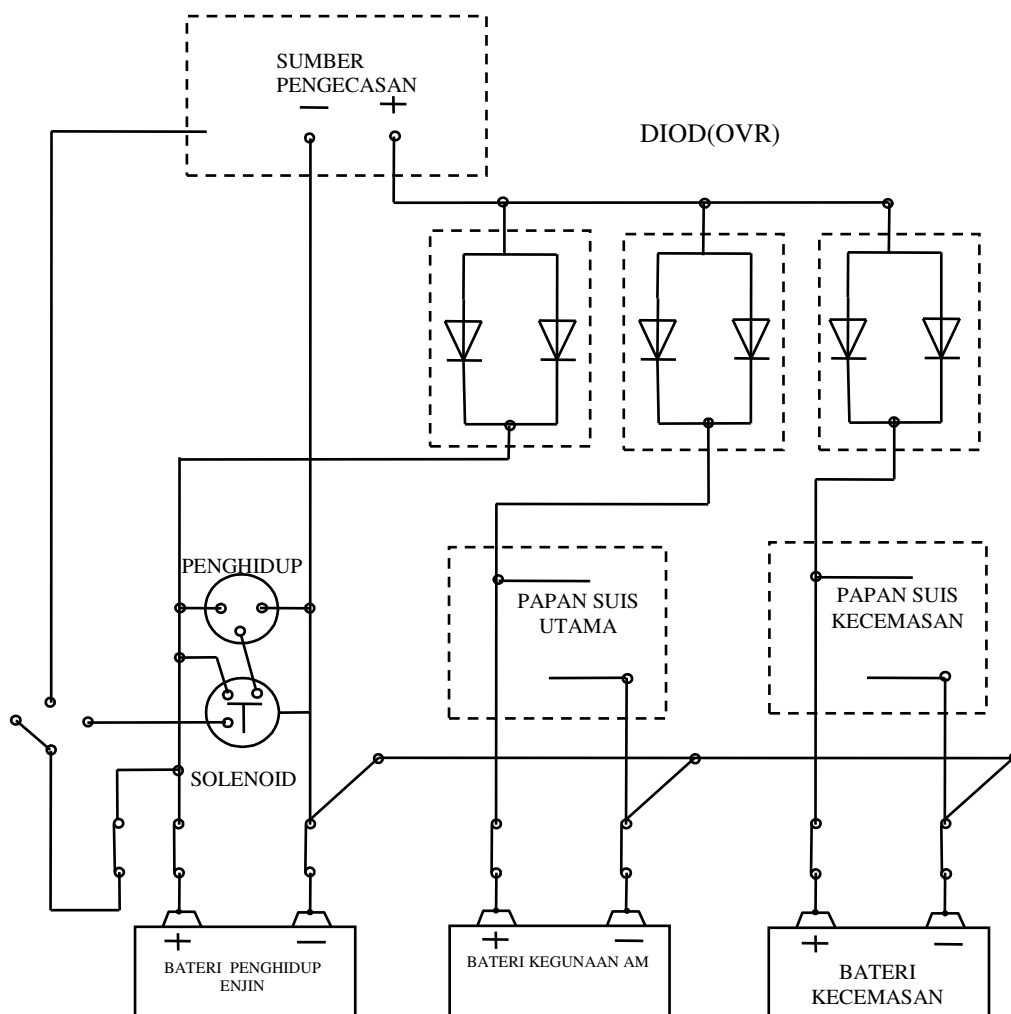 SUMBER
PENGECASAN
— +
DIOD(OVR)
PENGHIDUP
PAPAN SUIS
UTAMA
PAPAN SUIS
KECEMASAN
SOLENOID
+ —
BATERI PENGHIDUP
ENJIN
+ —
BATERI KEGUNAAN AM
+ —
BATERI
KECEMASAN